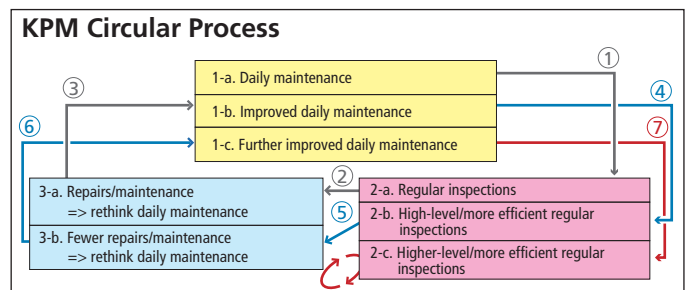 KPM Circular Process
③
①
1-a. Daily maintenance
1-b. Improved daily maintenance
④
⑥
⑦
1-c. Further improved daily maintenance
②
3-a. Repairs/maintenance
=> rethink daily maintenance
2-a. Regular inspections
⑤
2-b. High-level/more efficient regular
inspections
3-b. Fewer repairs/maintenance
=> rethink daily maintenance
2-c. Higher-level/more efficient regular
inspections